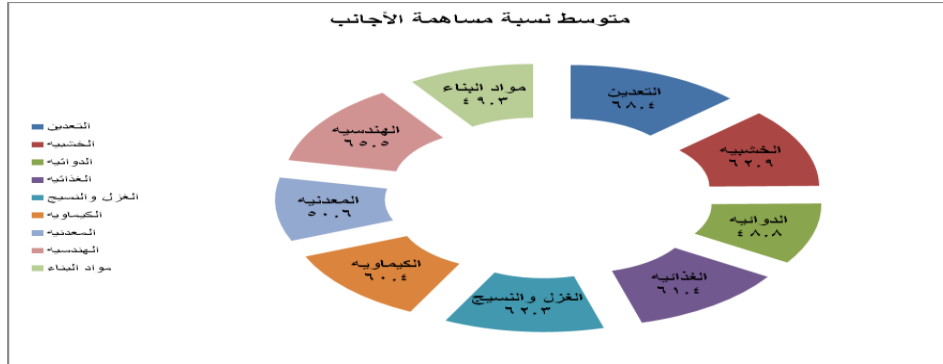 متوسط نسبة مساهمة الأجانب
التعدين
٦٨.٤
الخشبيه
٦٢.٩
الدوائيه
٤٨.٨
الغذائيه
٦١.٤
الغزل والنسيج
٦٢.٣
الكيماويه
٦٠.٤
المعدنيه
٥٠.٦
الهندسيه
٦٥.٥
مواد البناء
٤٩.٣
التعدين
الخشبيه
الدوائيه
الغذائيه
الغزل والنسيج
الكيماويه
المعدنيه
الهندسيه
مواد البناء